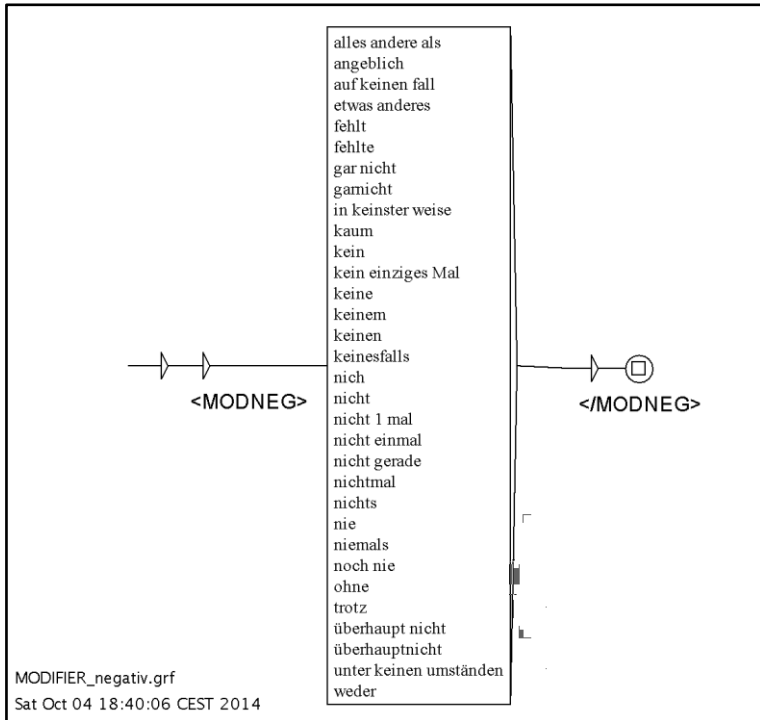 alles andere als
angeblich
auf keinen fall
etwas anderes
fehlt
fehlte
gar nicht
garnicht
in keinster weise
kaum
kein
kein einziges Mal
keine
keinem
keinen
keinesfalls
nich
nicht
nicht 1 mal
nicht einmal
nicht gerade
nichtmal
nichts
nie
niemals
noch nie
ohne
trotz
überhaupt nicht
überhauptnicht
unter keinen umständen
weder
<MODNEG>
</MODNEG>
MODIFIER_negativ.grf
Sat Oct 04 18:40:06 CEST 2014